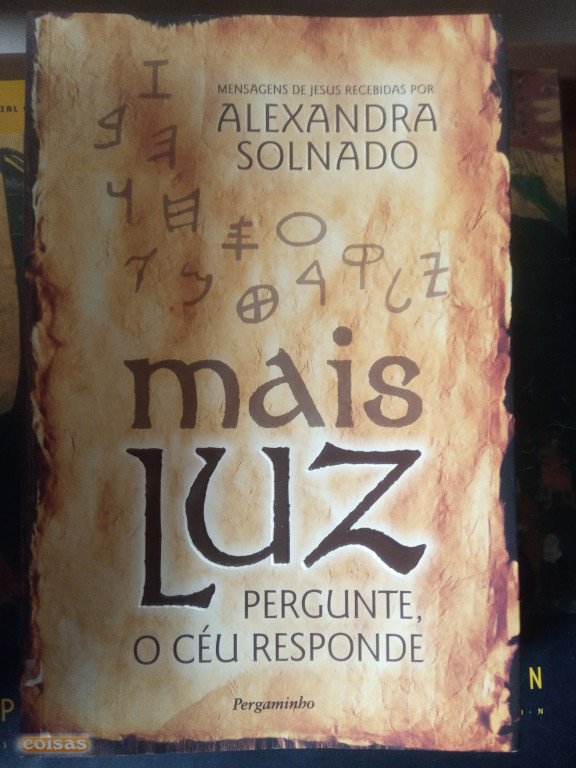 MENSAGENS DE JESUS RECEBIDAS POR
ALEXANDRA
SOLNADO
mais
LUZ
PERGUNTE,
O CÉU RESPONDE
Pergaminho
P
N
coisas